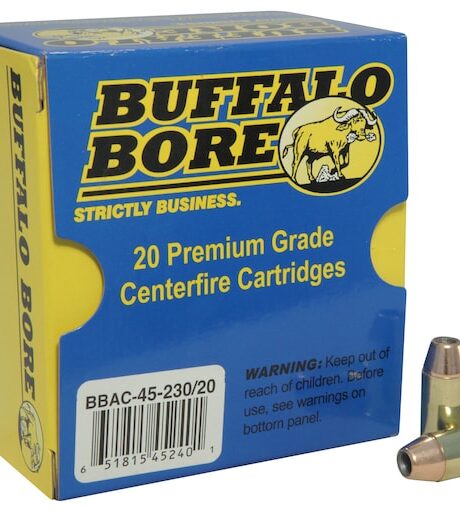 BUFFALO
BORE
STRICTLY BUSINESS.
20 Premium Grade
Centerfire Cartridges
WARNING: Keep out of
reach of children. Before
use, see warnings on
bottom panel.
BBAC-45-230/20
6 51815 45240 1
BUFFALO BORE